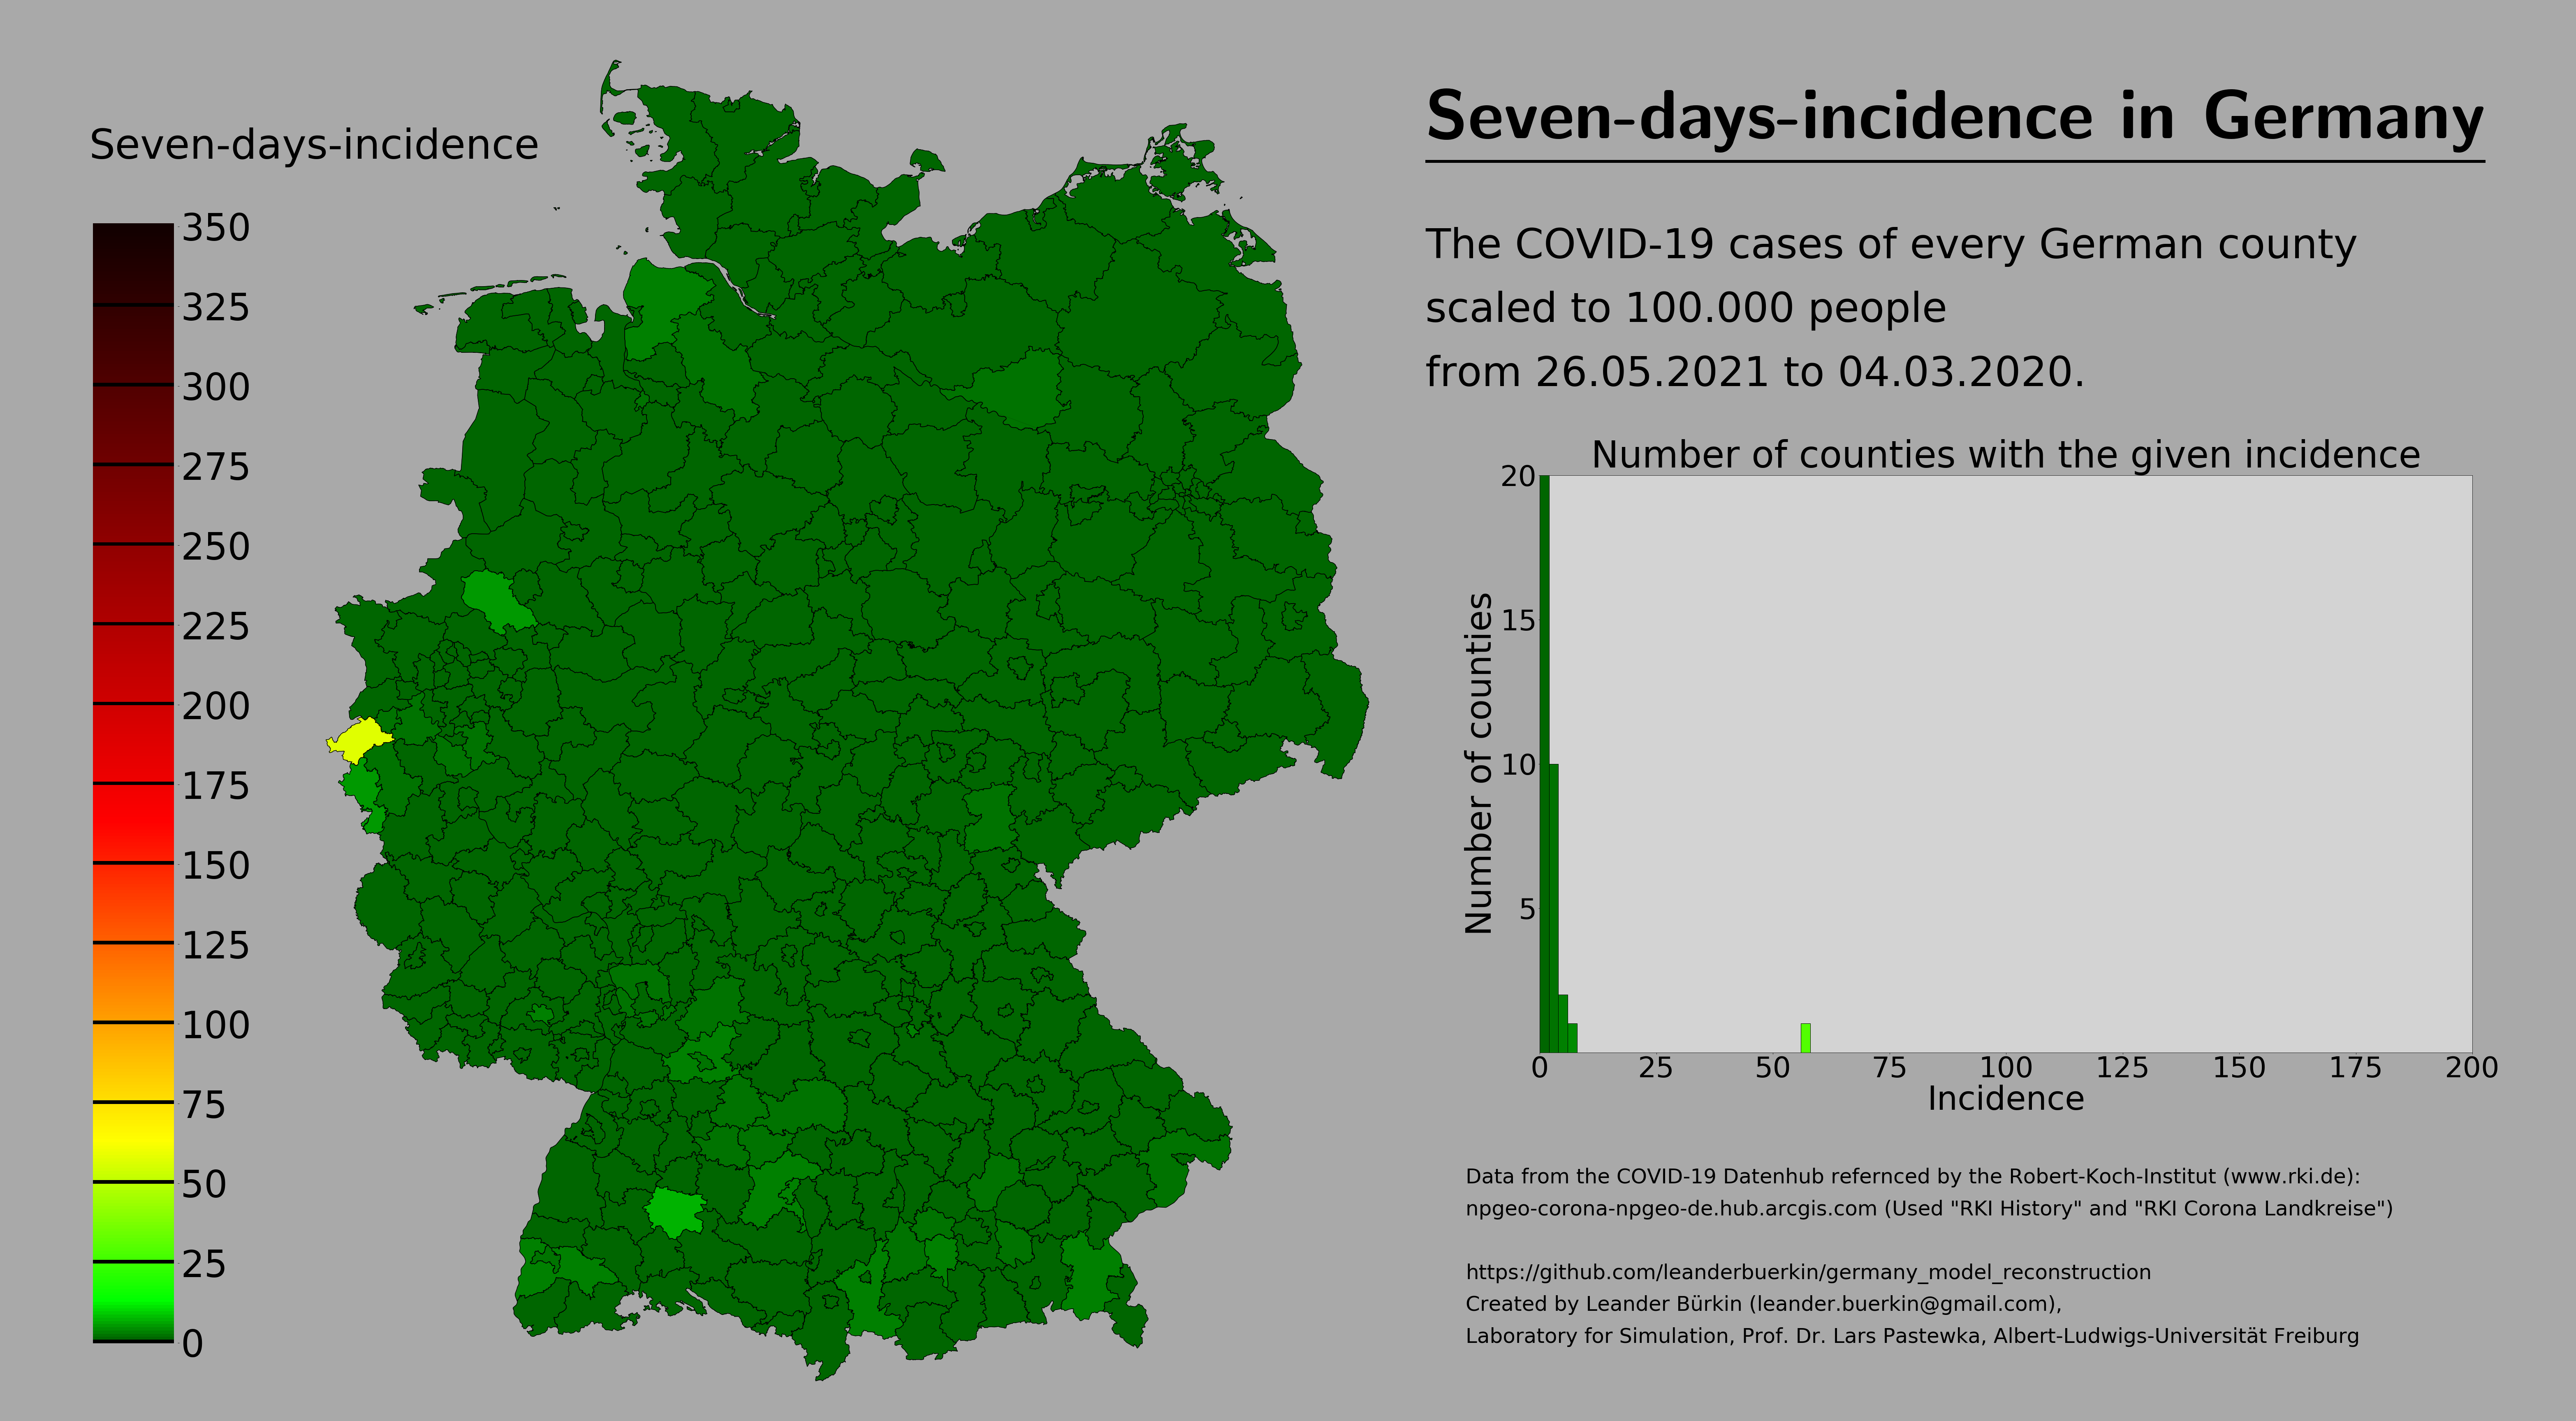 Seven-days-incidence in Germany
Seven-days-incidence
350
325
300
275
250
225
200
175
150
125
100
75
50
25
0
The COVID-19 cases of every German county
scaled to 100.000 people
from 26.05.2021 to 04.03.2020.
Number of counties with the given incidence
20
15
10
5
Number of counties
0 25 50 75 100 125 150 175 200
Incidence
Data from the COVID-19 Datenhub refernced by the Robert-Koch-Institut (www.rki.de):
npgeo-corona-npgeo-de.hub.arcgis.com (Used "RKI History" and "RKI Corona Landkreise")
https://github.com/leanderbuerkin/germany_model_reconstruction
Created by Leander Bürkin (leander.buerkin@gmail.com),
Laboratory for Simulation, Prof. Dr. Lars Pastewka, Albert-Ludwigs-Universität Freiburg